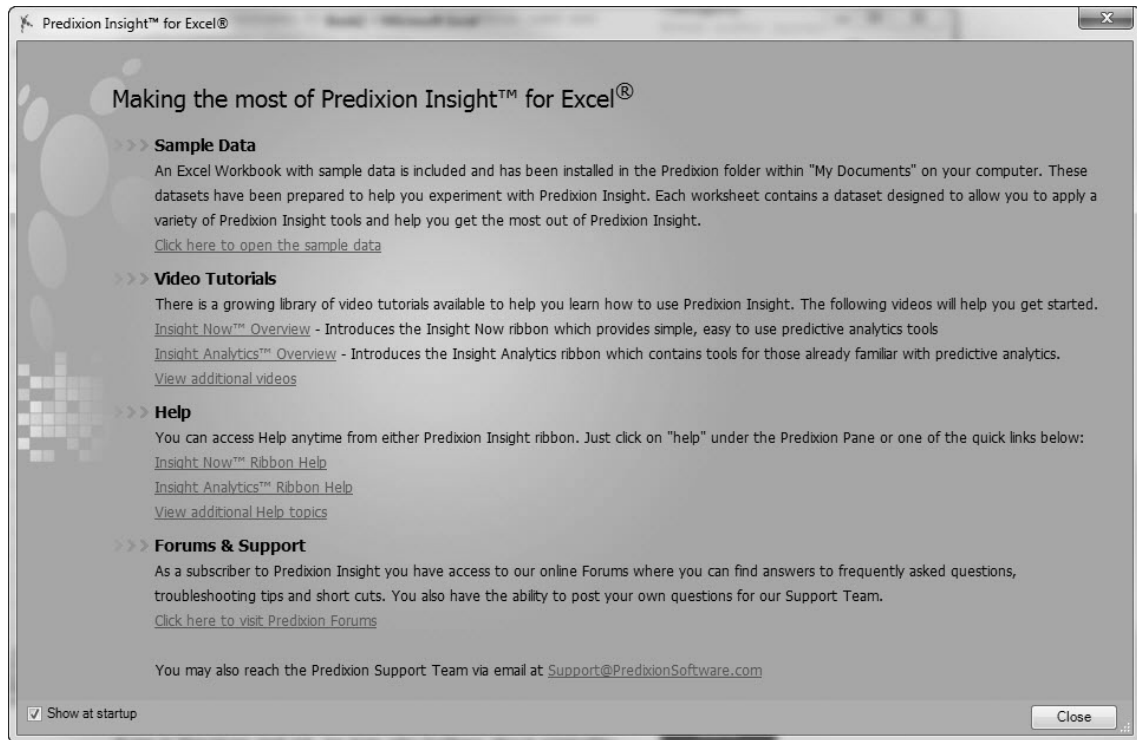 Predixion Insight™ for Excel®
Making the most of Predixion Insight™ for Excel®
>>> Sample Data
An Excel Workbook with sample data is included and has been installed in the Predixion folder within "My Documents" on your computer. These
datasets have been prepared to help you experiment with Predixion Insight. Each worksheet contains a dataset designed to allow you to apply a
variety of Predixion Insight tools and help you get the most out of Predixion Insight.
Click here to open the sample data
>>> Video Tutorials
There is a growing library of video tutorials available to help you learn how to use Predixion Insight. The following videos will help you get started.
Insight Now™ Overview - Introduces the Insight Now ribbon which provides simple, easy to use predictive analytics tools
Insight Analytics™ Overview - Introduces the Insight Analytics ribbon which contains tools for those already familiar with predictive analytics.
View additional videos
>>> Help
You can access Help anytime from either Predixion Insight ribbon. Just click on "help" under the Predixion Pane or one of the quick links below:
Insight Now™ Ribbon Help
Insight Analytics™ Ribbon Help
View additional Help topics
>>> Forums & Support
As a subscriber to Predixion Insight you have access to our online Forums where you can find answers to frequently asked questions,
troubleshooting tips and short cuts. You also have the ability to post your own questions for our Support Team.
Click here to visit Predixion Forums
You may also reach the Predixion Support Team via email at Support@PredixionSoftware.com
Show at startup
Close